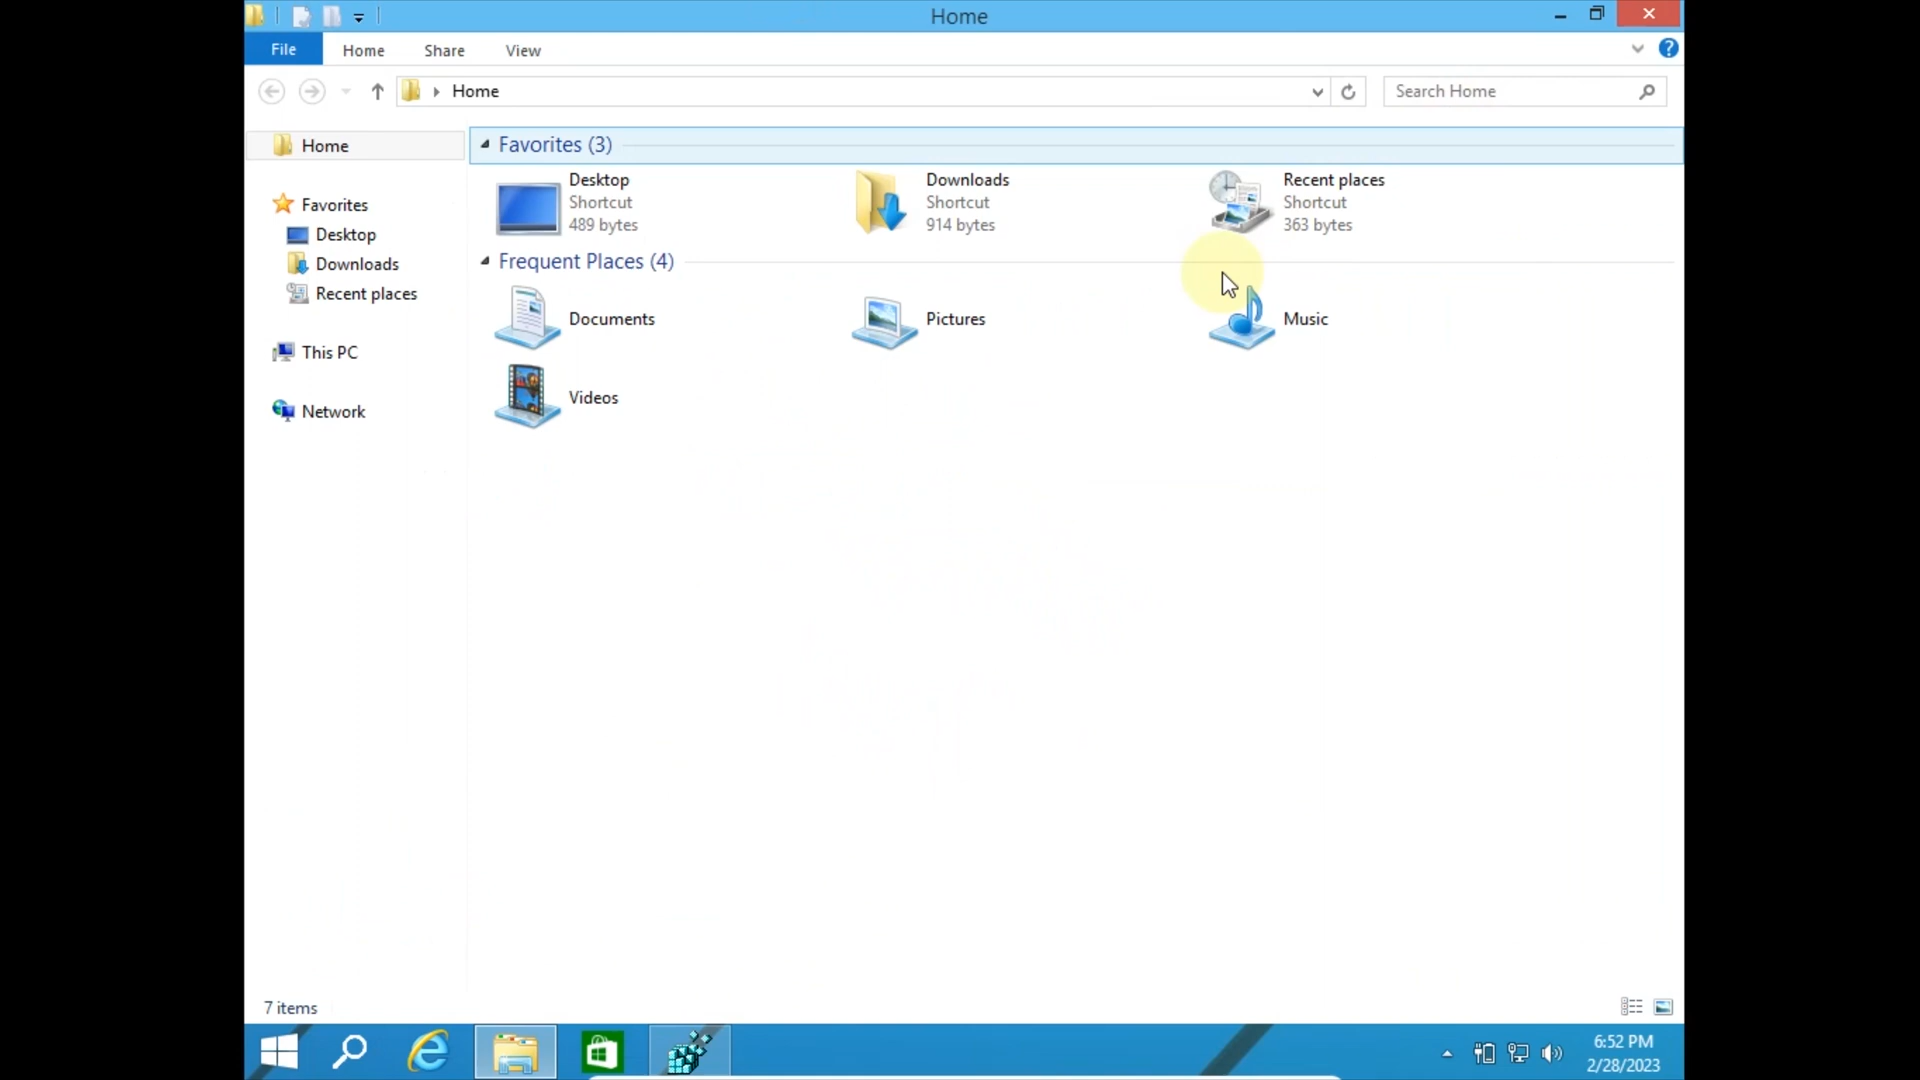 Home
File
Home
Share
View
Home
Search Home
Home
Favorites
Desktop
Downloads
Recent places
This PC
Network
Favorites (3)
Desktop
Shortcut
489 bytes
Downloads
Shortcut
914 bytes
Recent places
Shortcut
363 bytes
Frequent Places (4)
Documents
Pictures
Music
Videos
7 items
6:52 PM
2/28/2023